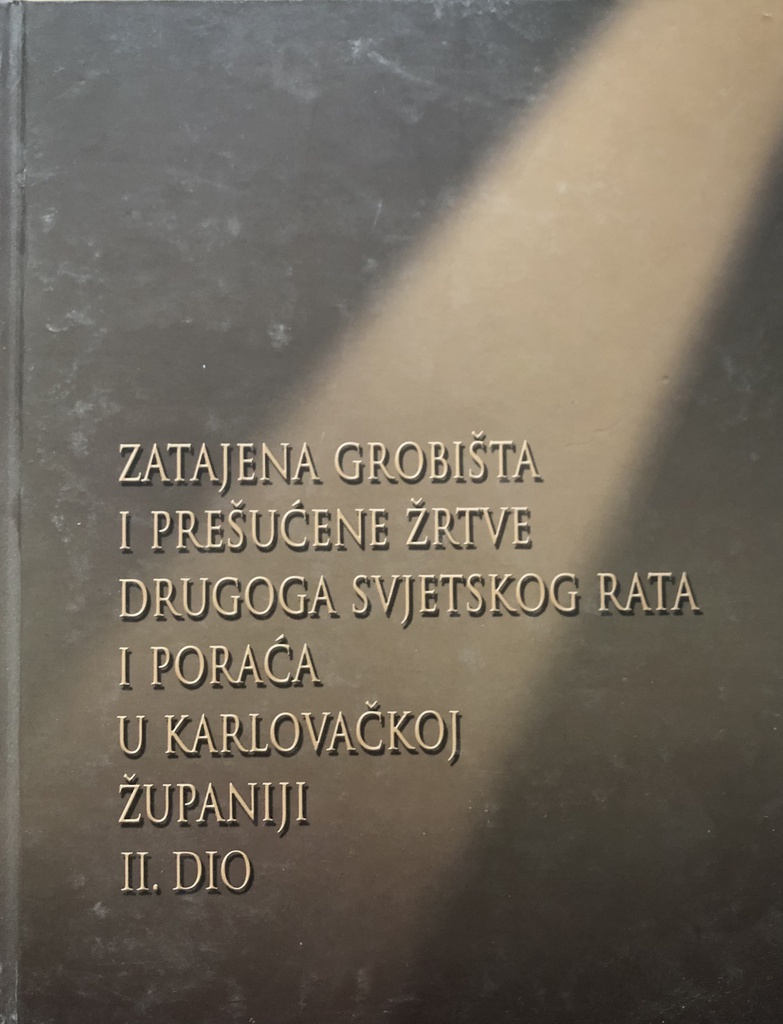 ZATAJENA GROBIŠTA
I PREŠUĆENE ŽRTVE
DRUGOGA SVJETSKOG RATA
I PORAĆA
U KARLOVAČKOJ
ŽUPANIJI
II. DIO